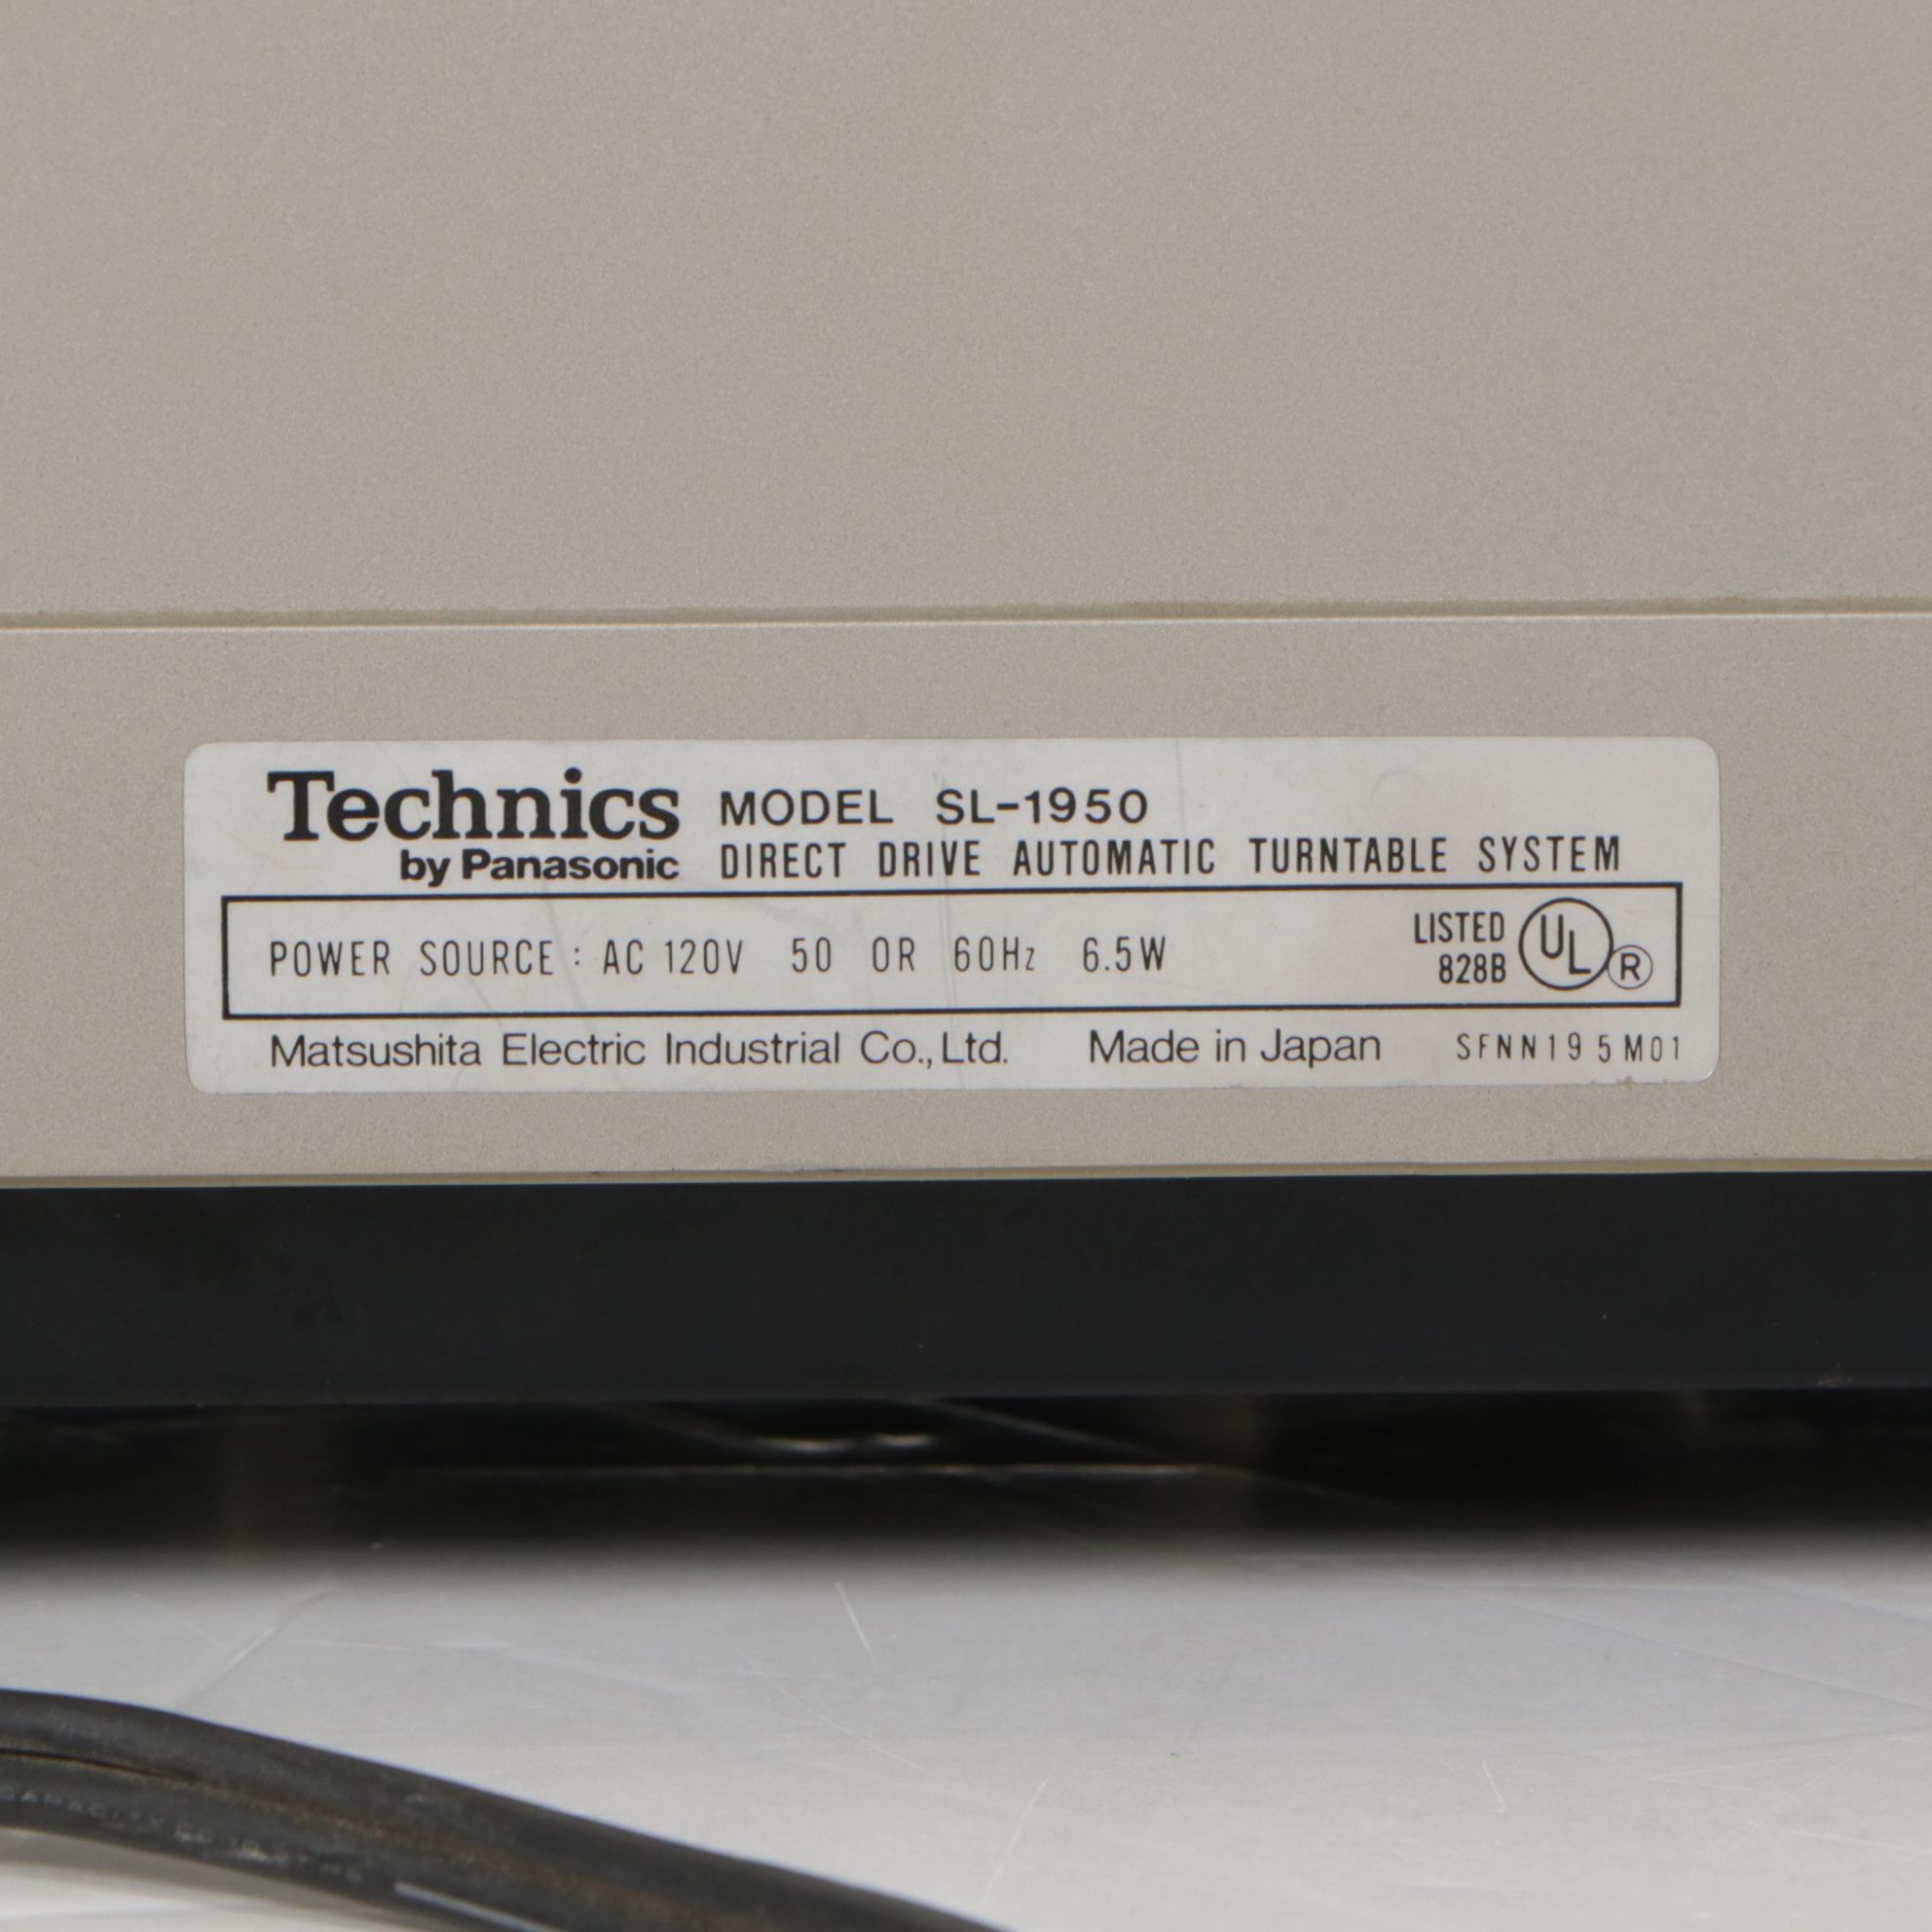 Technics MODEL SL-1950
by Panasonic DIRECT DRIVE AUTOMATIC TURNTABLE SYSTEM
POWER SOURCE : AC 120V 50 OR 60Hz 6.5W
LISTED
828B
UL
®
Matsushita Electric Industrial Co., Ltd. Made in Japan SFNN195M01
CAPACITY